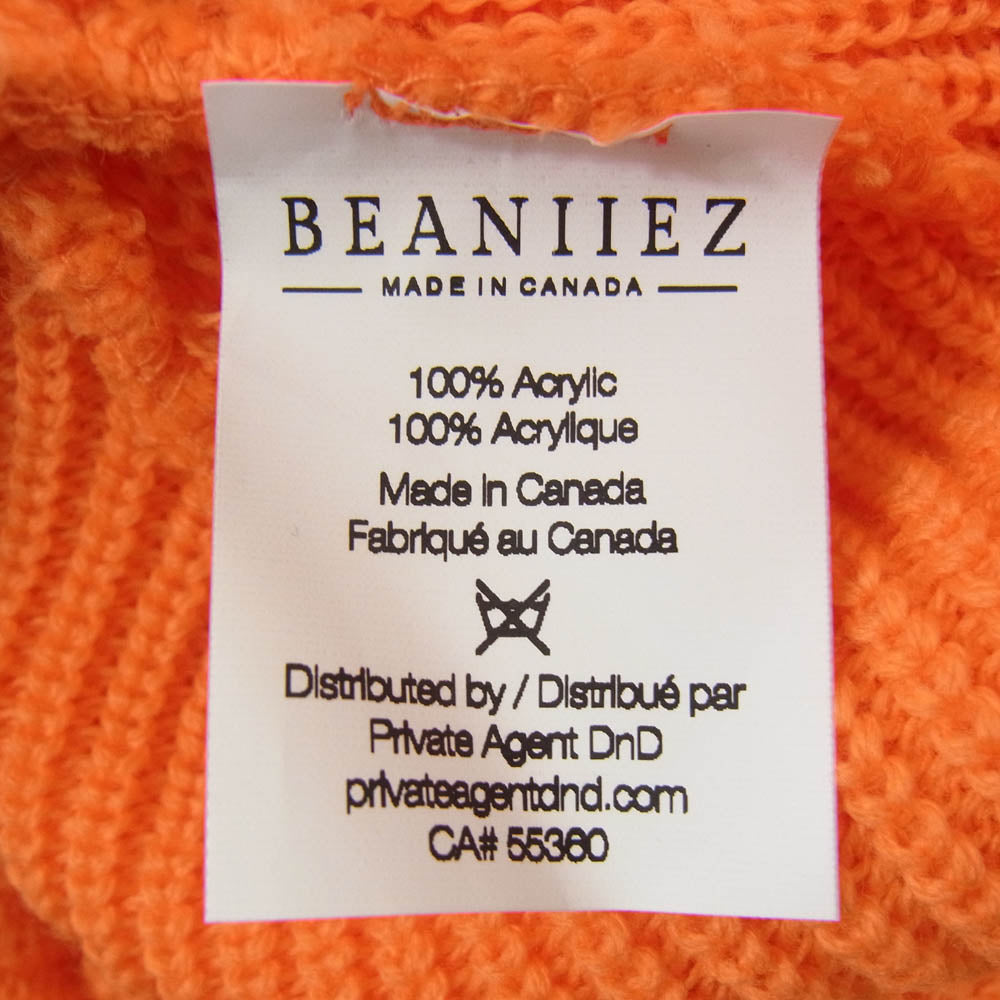 BEANIIEZ
MADE IN CANADA
100% Acrylic
100% Acrylique
Made in Canada
Fabriqué au Canada
Distributed by / Distribué par
Private Agent DnD
privateagentdnd.com
CA# 55360